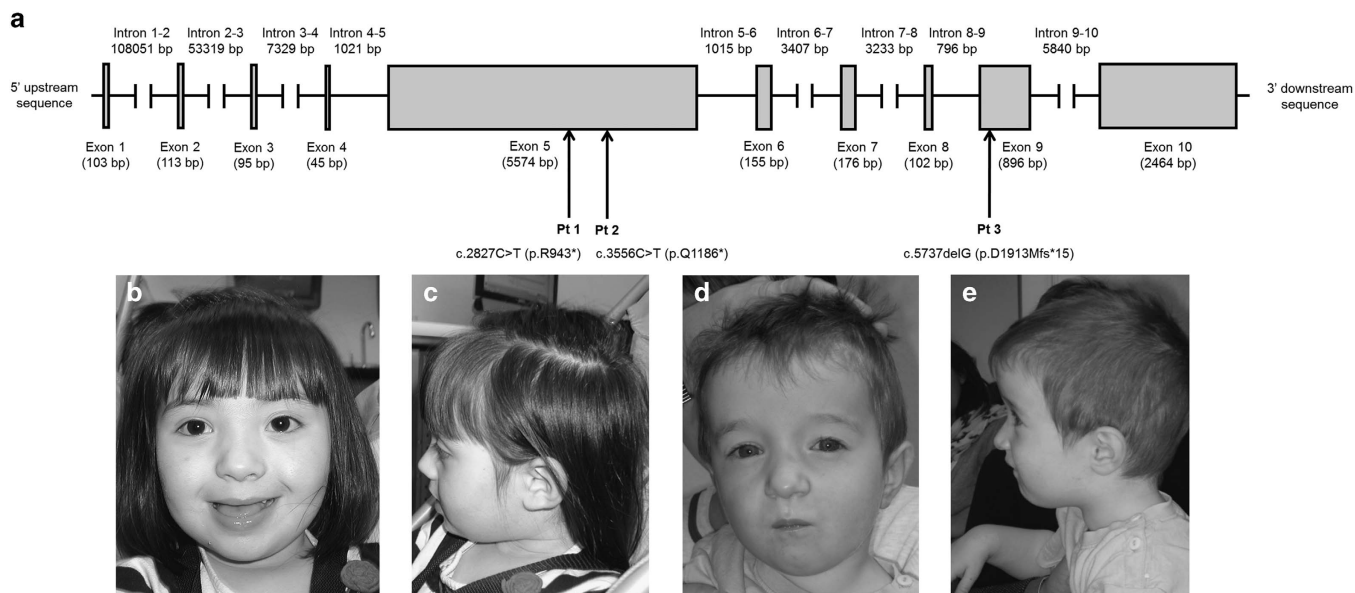 a
Intron 1-2
108051 bp
Intron 2-3
53319 bp
Intron 3-4
7329 bp
Intron 4-5
1021 bp
Intron 5-6
1015 bp
Intron 6-7
3407 bp
Intron 7-8
3233 bp
Intron 8-9
796 bp
Intron 9-10
5840 bp
5' upstream
sequence
3' downstream
sequence
Exon 1
(103 bp)
Exon 2
(113 bp)
Exon 3
(95 bp)
Exon 4
(45 bp)
Exon 5
(5574 bp)
Exon 6
(155 bp)
Exon 7
(176 bp)
Exon 8
(102 bp)
Exon 9
(896 bp)
Exon 10
(2464 bp)
Pt 1
c.2827C>T (p.R943*)
Pt 2
c.3556C>T (p.Q1186*)
Pt 3
c.5737delG (p.D1913Mfs*15)
b
c
d
e